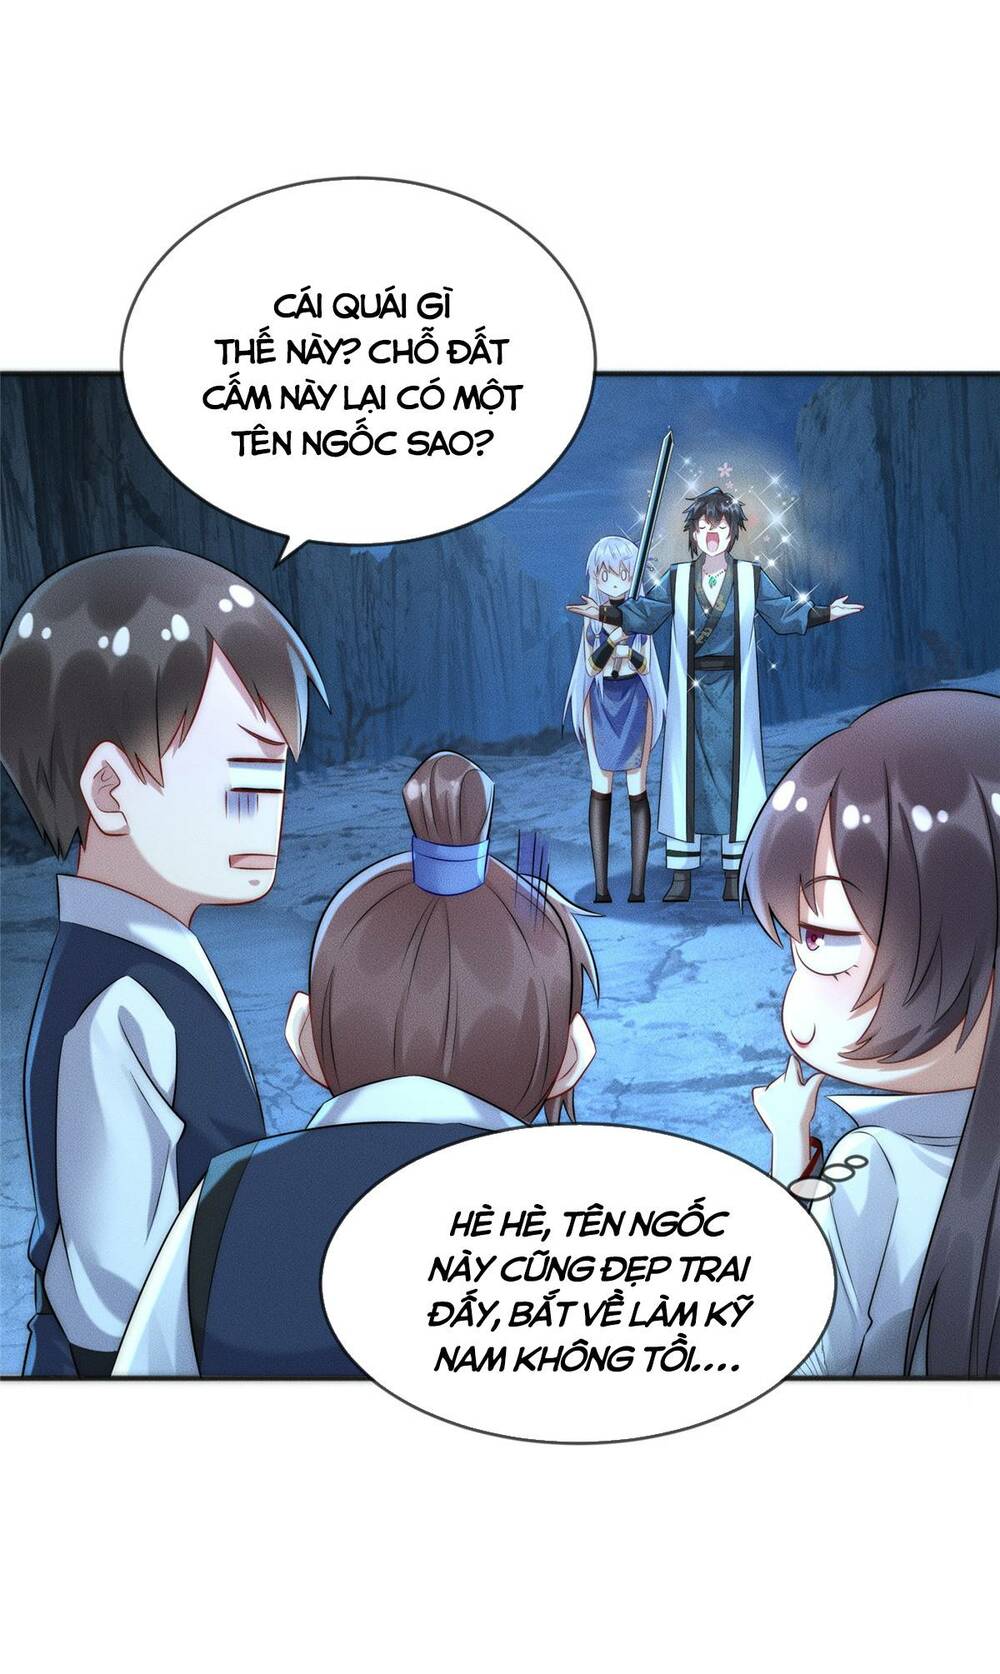 CÁI QUÁI GÌ
THẾ NÀY? CHỖ ĐẤT
CẤM NÀY LẠI CÓ MỘT
TÊN NGỐC SAO?
HÈ HÈ, TÊN NGỐC
NÀY CŨNG ĐẸP TRAI
ĐẤY, BẮT VỀ LÀM KỸ
NAM KHÔNG TỒI....